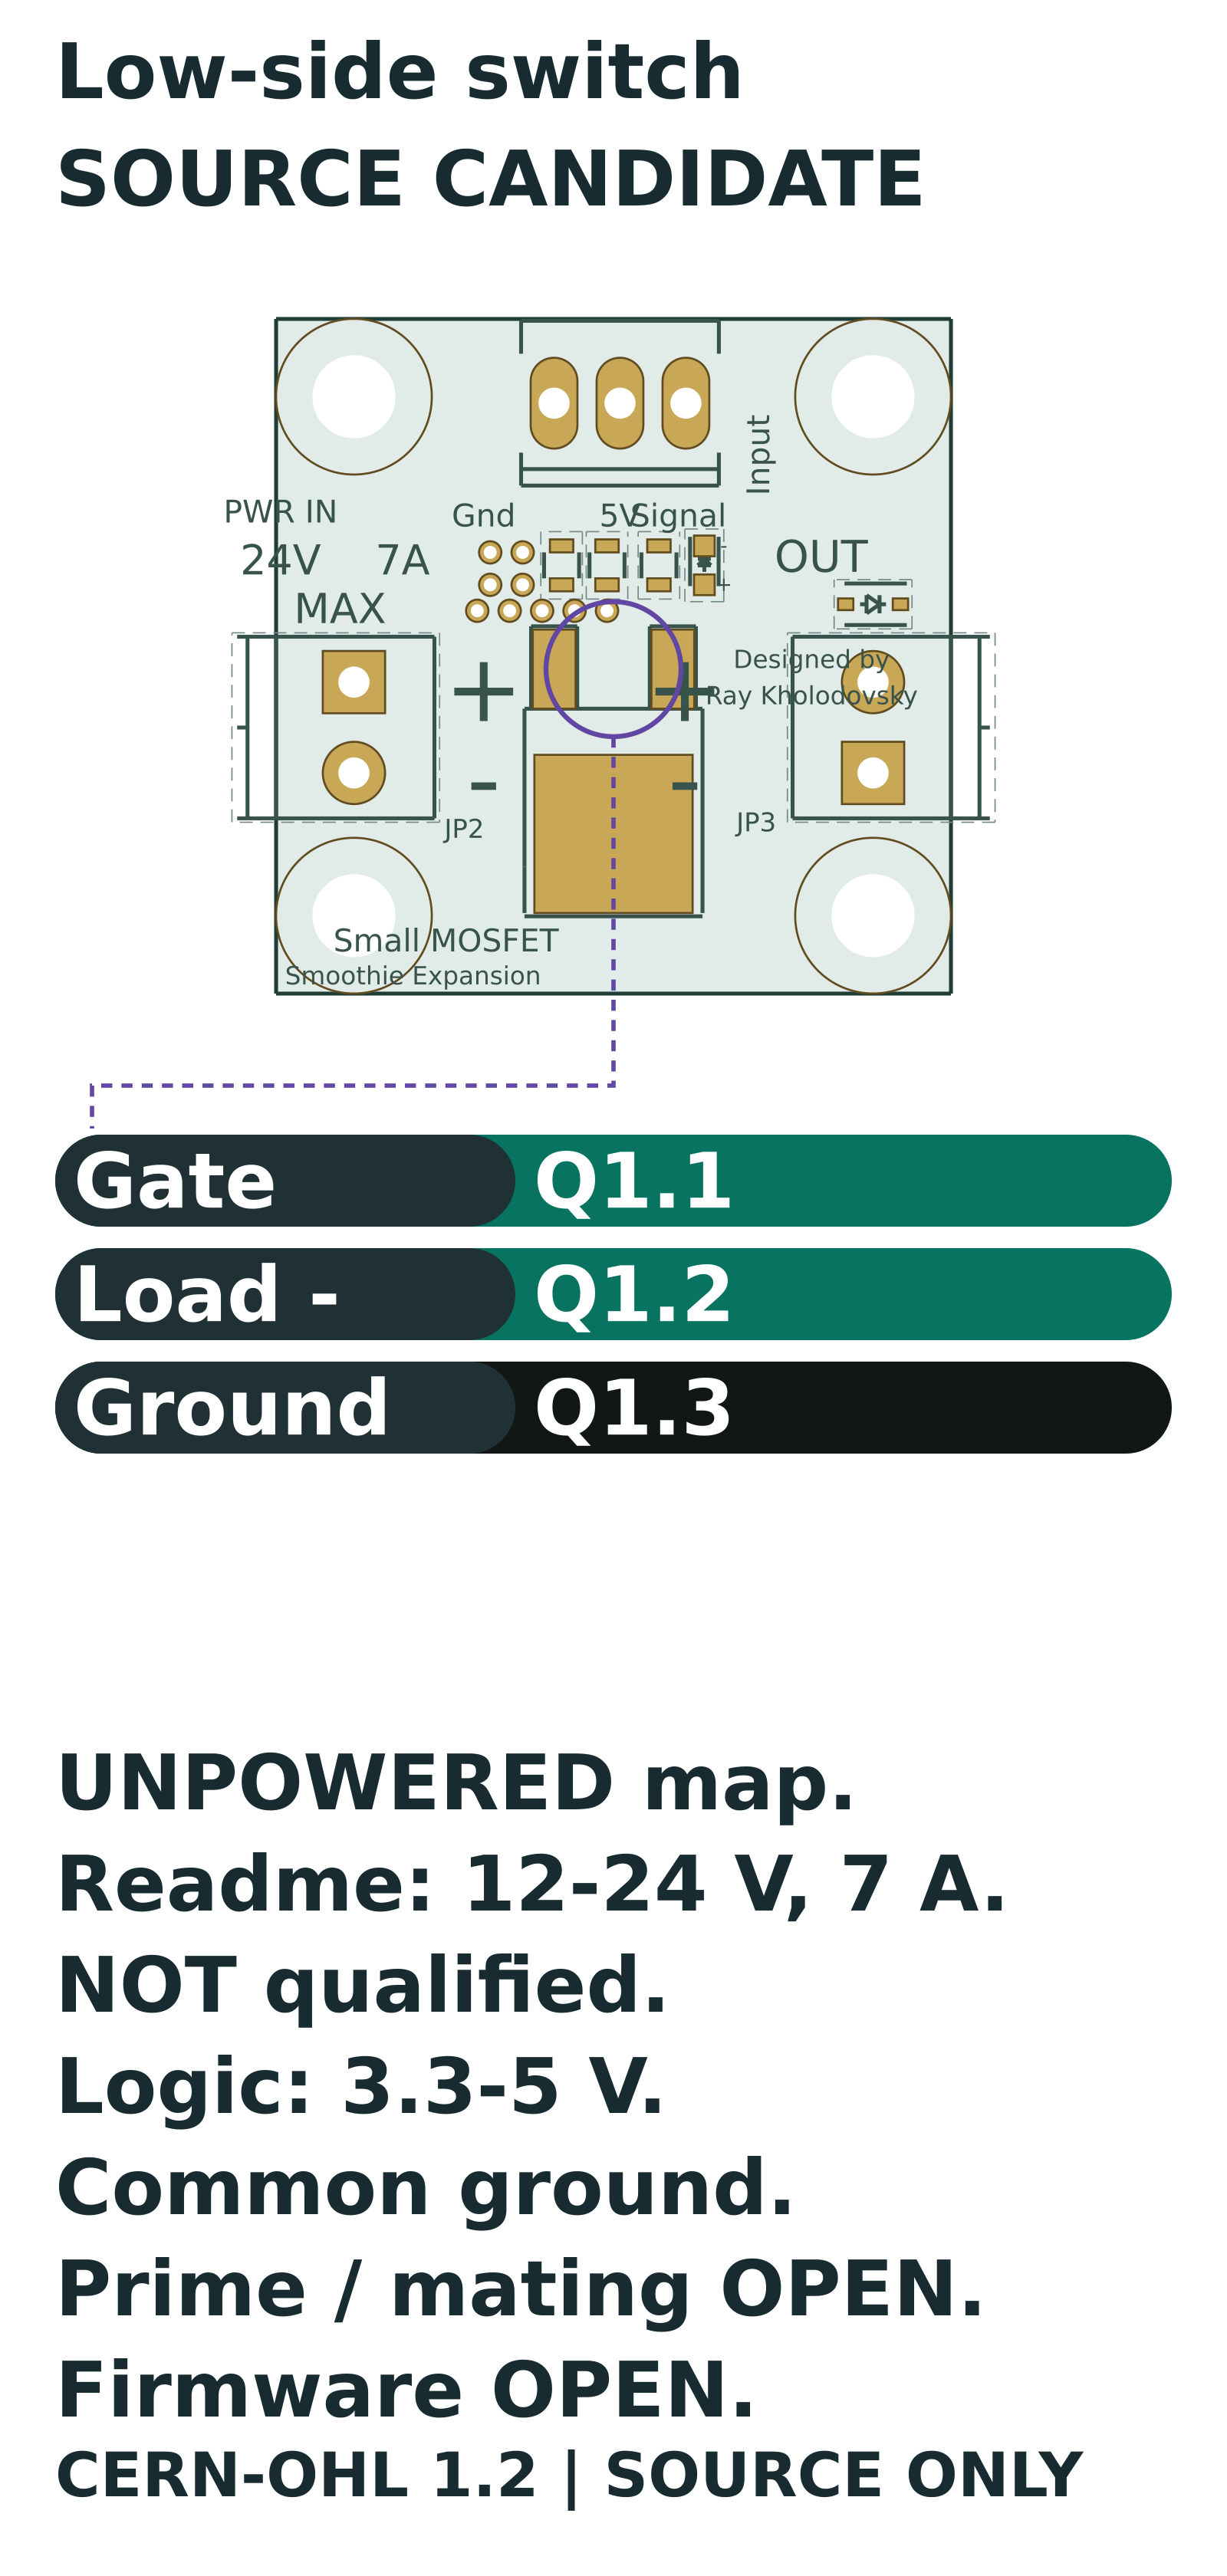 Low-side switch
SOURCE CANDIDATE
Input
PWR IN
Gnd 5V Signal
24V 7A
OUT
MAX
- +
Designed by
+ +
Ray Kholodovsky
- -
JP2
JP3
Small MOSFET
Smoothie Expansion
Gate Q1.1
Load - Q1.2
Ground Q1.3
UNPOWERED map.
Readme: 12-24 V, 7 A.
NOT qualified.
Logic: 3.3-5 V.
Common ground.
Prime / mating OPEN.
Firmware OPEN.
CERN-OHL 1.2 | SOURCE ONLY